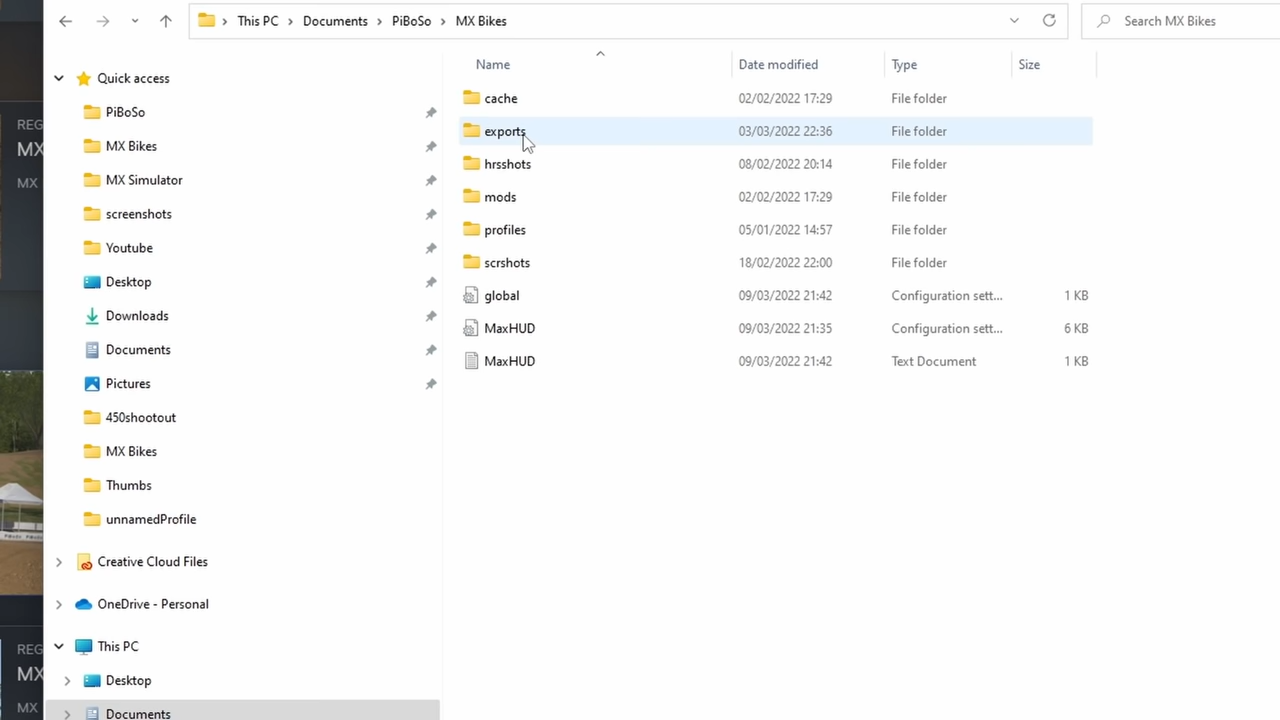 This PC > Documents > PiBoSo > MX Bikes
Search MX Bikes
Name Date modified Type Size
Quick access
PiBoSo
MX Bikes
MX Simulator
screenshots
Youtube
Desktop
Downloads
Documents
Pictures
450shootout
MX Bikes
Thumbs
unnamedProfile
Creative Cloud Files
OneDrive - Personal
This PC
Desktop
Documents
cache 02/02/2022 17:29 File folder
exports 03/03/2022 22:36 File folder
hrsshots 08/02/2022 20:14 File folder
mods 02/02/2022 17:29 File folder
profiles 05/01/2022 14:57 File folder
scrshots 18/02/2022 22:00 File folder
global 09/03/2022 21:42 Configuration sett... 1 KB
MaxHUD 09/03/2022 21:35 Configuration sett... 6 KB
MaxHUD 09/03/2022 21:42 Text Document 1 KB
REG
MX
MX
REG
MX
MX